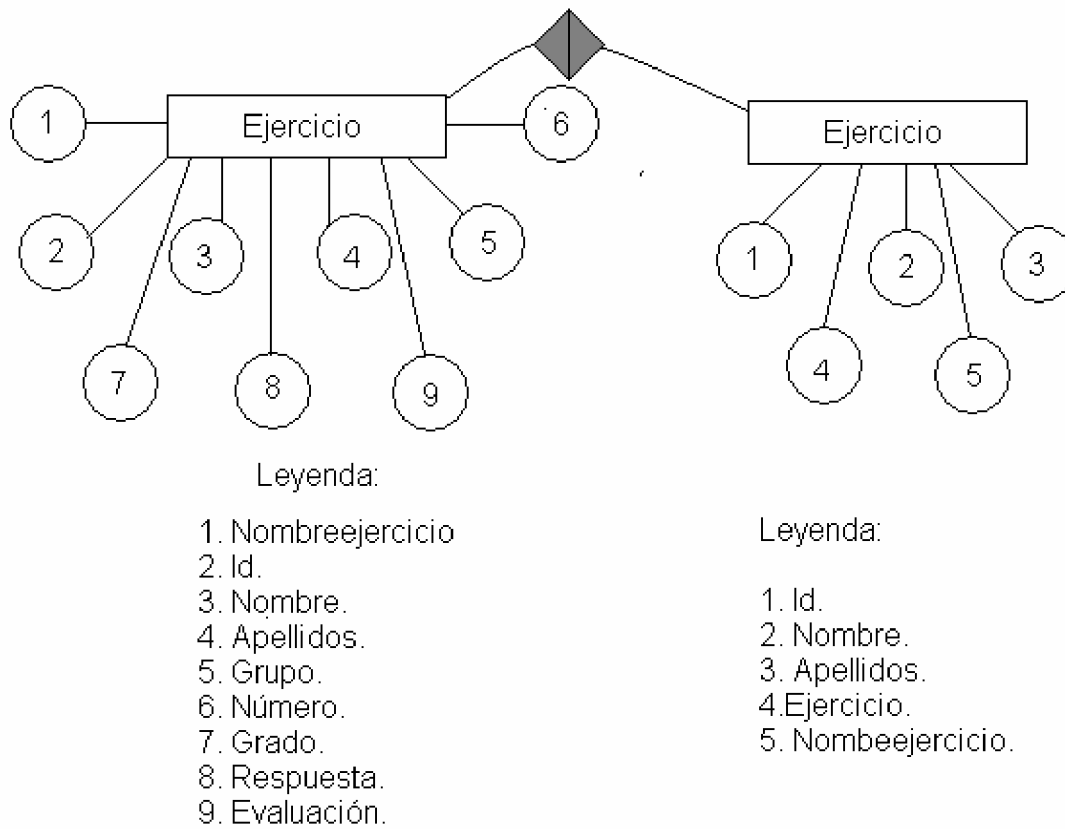 Ejercicio
1
6
2
3
4
5
7
8
9
Leyenda:
1. Nombreejercicio
2. Id.
3. Nombre.
4. Apellidos.
5. Grupo.
6. Número.
7. Grado.
8. Respuesta.
9. Evaluación.
Ejercicio
1
2
3
4
5
Leyenda:
1. Id.
2. Nombre.
3. Apellidos.
4.Ejercicio.
5. Nombeejercicio.